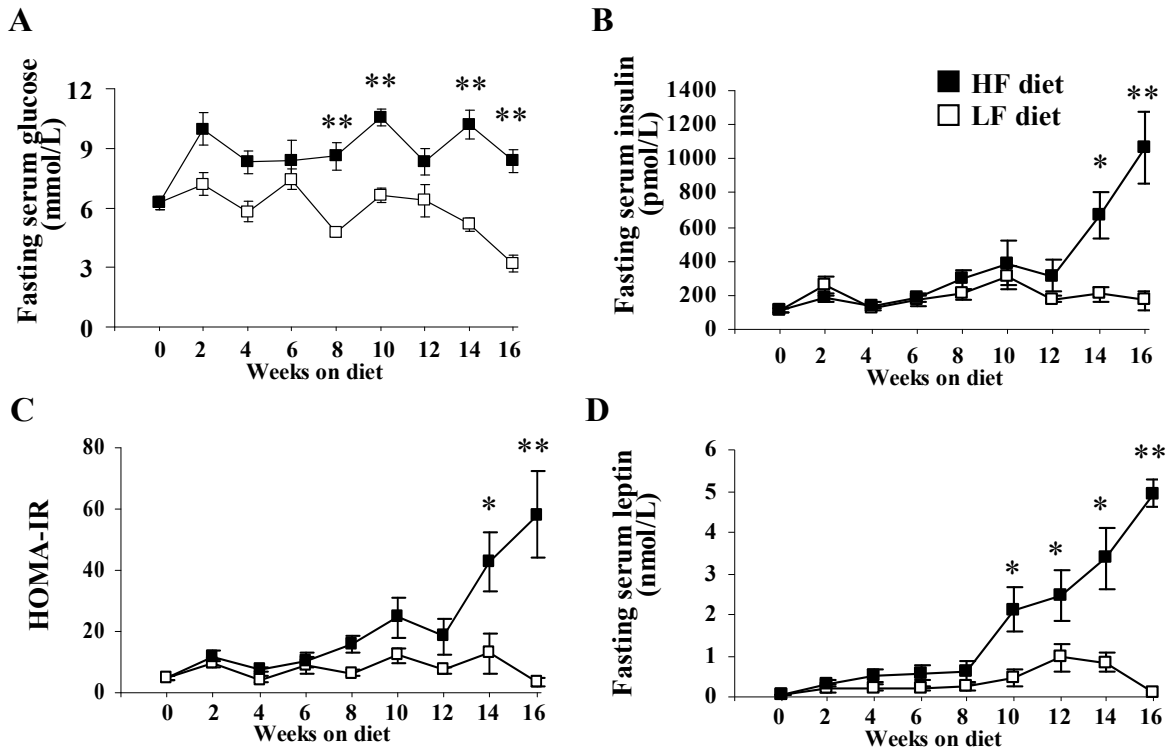 A
Fasting serum glucose
(mmol/L)
12
9
6
3
0
**
**
**
**
0 2 4 6 8 10 12 14 16
Weeks on diet
B
Fasting serum insulin
(pmol/L)
1400
1200
1000
800
600
400
200
0
HF diet
LF diet
*
**
0 2 4 6 8 10 12 14 16
Weeks on diet
C
HOMA-IR
80
60
40
20
0
*
**
0 2 4 6 8 10 12 14 16
Weeks on diet
D
Fasting serum leptin
(nmol/L)
6
5
4
3
2
1
0
*
*
*
**
0 2 4 6 8 10 12 14 16
Weeks on diet